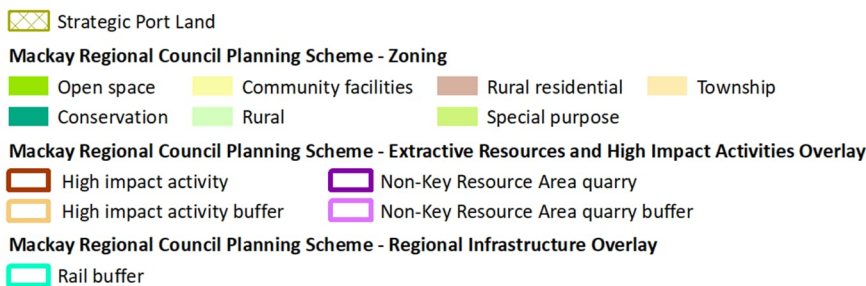 Strategic Port Land
Mackay Regional Council Planning Scheme - Zoning
Open space Community facilities Rural residential Township
Conservation Rural Special purpose
Mackay Regional Council Planning Scheme - Extractive Resources and High Impact Activities Overlay
High impact activity Non-Key Resource Area quarry
High impact activity buffer Non-Key Resource Area quarry buffer
Mackay Regional Council Planning Scheme - Regional Infrastructure Overlay
Rail buffer